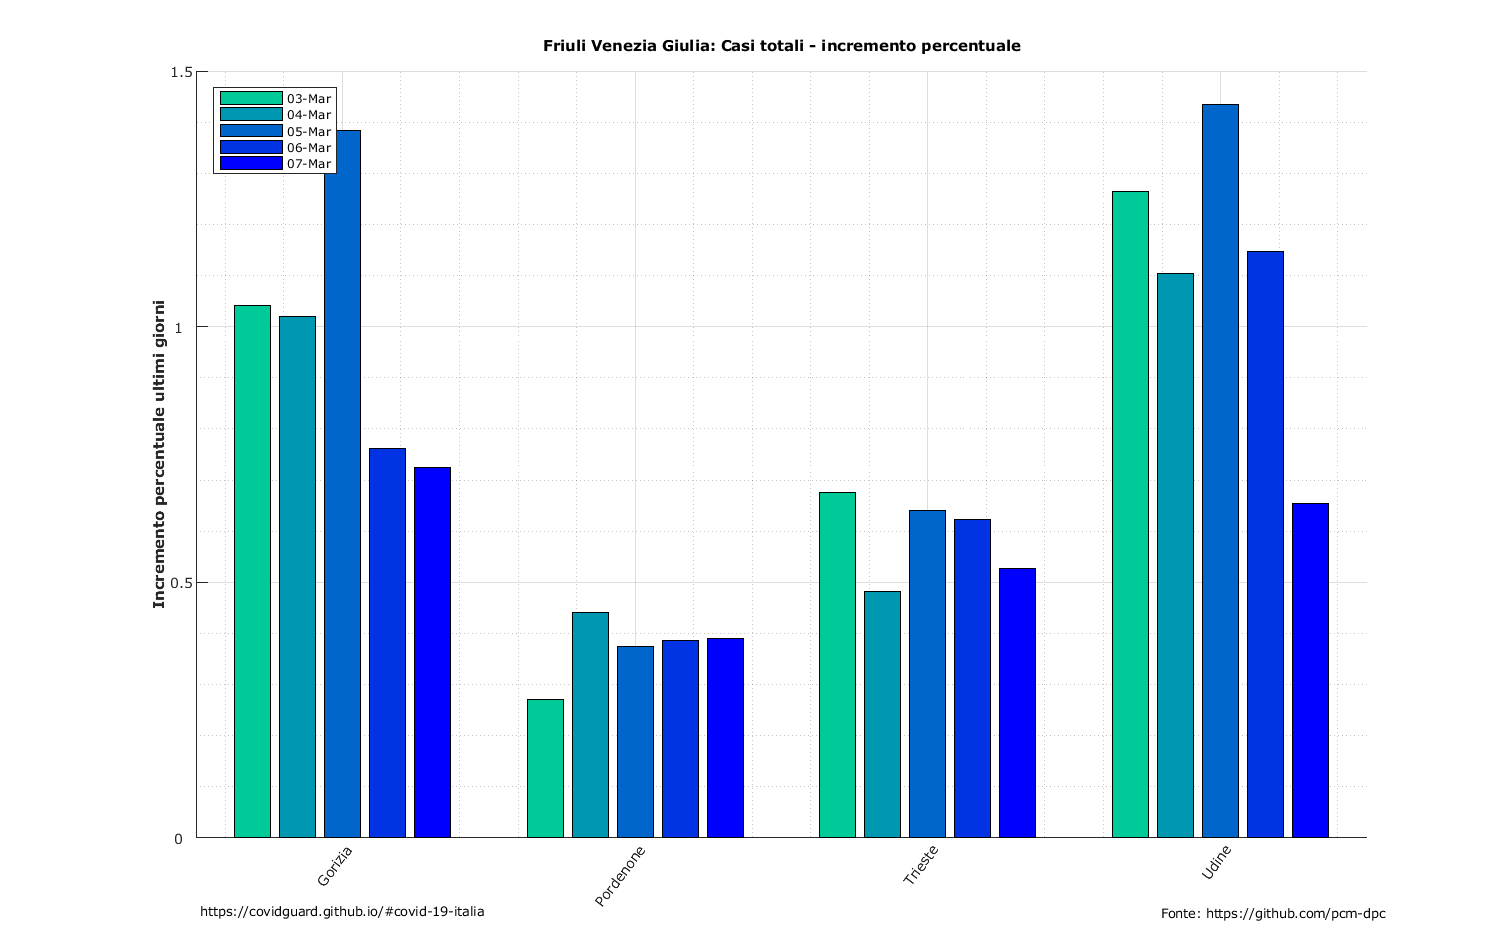 Friuli Venezia Giulia: Casi totali - incremento percentuale
1.5
03-Mar
04-Mar
05-Mar
06-Mar
07-Mar
1
0.5
0
Incremento percentuale ultimi giorni
Gorizia
Pordenone
Trieste
Udine
https://covidguard.github.io/#covid-19-italia
Fonte: https://github.com/pcm-dpc